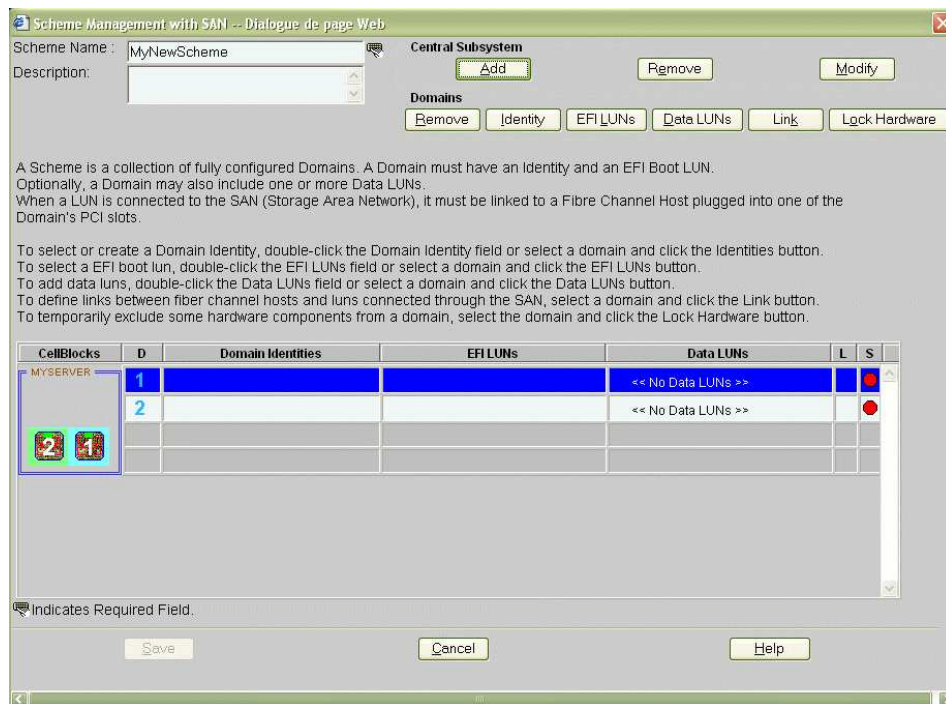 Scheme Management with SAN -- Dialogue de page Web
Scheme Name : MyNewScheme
Description:
Central Subsystem
Add Remove Modify
Domains
Remove Identity EFI LUNs Data LUNs Link Lock Hardware
A Scheme is a collection of fully configured Domains. A Domain must have an Identity and an EFI Boot LUN.
Optionally, a Domain may also include one or more Data LUNs.
When a LUN is connected to the SAN (Storage Area Network), it must be linked to a Fibre Channel Host plugged into one of the
Domain's PCI slots.
To select or create a Domain Identity, double-click the Domain Identity field or select a domain and click the Identities button.
To select a EFI boot lun, double-click the EFI LUNs field or select a domain and click the EFI LUNs button.
To add data luns, double-click the Data LUNs field or select a domain and click the Data LUNs button.
To define links between fiber channel hosts and luns connected through the SAN, select a domain and click the Link button.
To temporarily exclude some hardware components from a domain, select the domain and click the Lock Hardware button.
CellBlocks D Domain Identities EFI LUNs Data LUNs L S
MYSERVER
1 << No Data LUNs >>
2 << No Data LUNs >>
2 1
Indicates Required Field.
Save Cancel Help